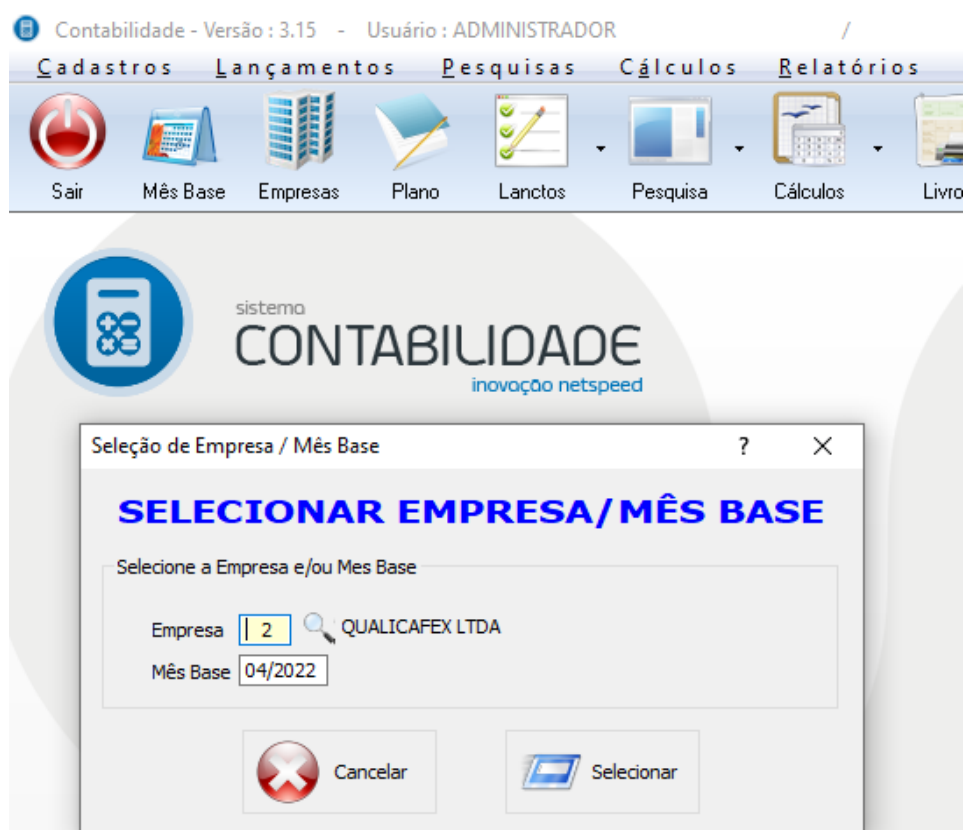 Contabilidade - Versão : 3.15 - Usuário : ADMINISTRADOR /
Cadastros Lançamentos Pesquisas Cálculos Relatórios
Sair Mês Base Empresas Plano Lanctos Pesquisa Cálculos Livro
sistema
CONTABILIDADE
inovação netspeed
Seleção de Empresa / Mês Base ?
SELECIONAR EMPRESA/MÊS BASE
Selecione a Empresa e/ou Mes Base
Empresa 2 QUALICAFEX LTDA
Mês Base 04/2022
Cancelar Selecionar